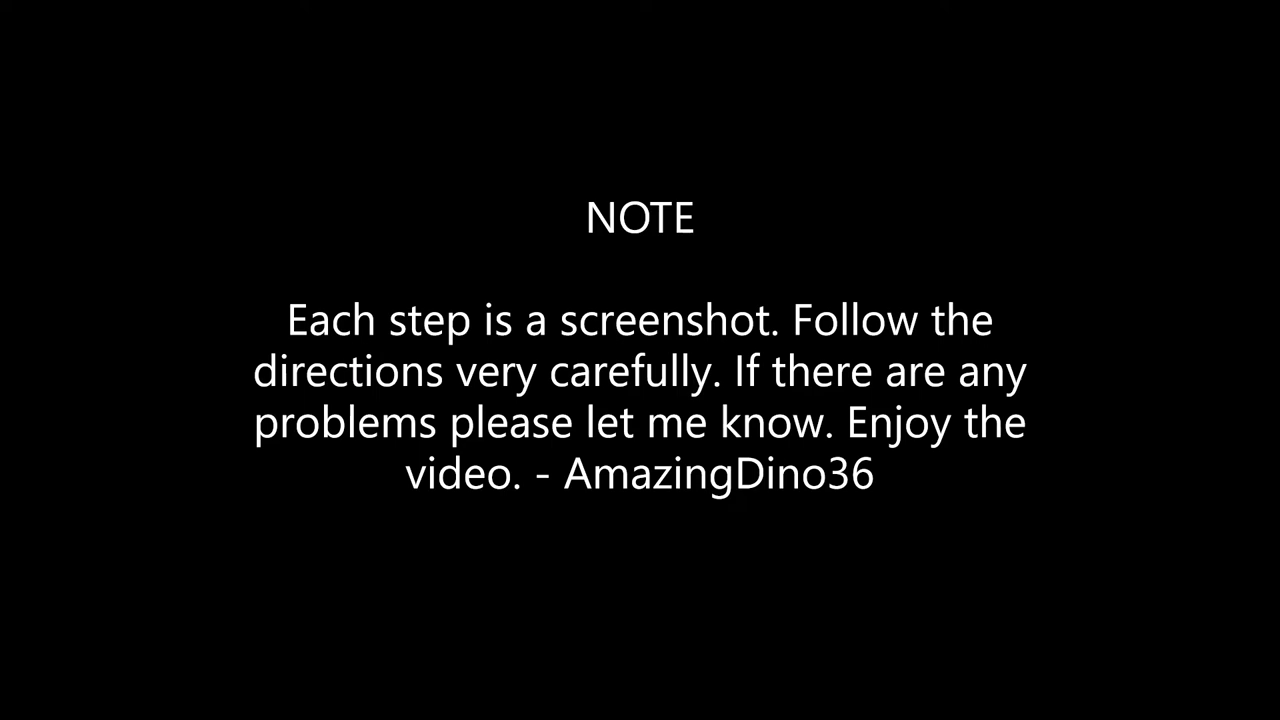 NOTE
Each step is a screenshot. Follow the
directions very carefully. If there are any
problems please let me know. Enjoy the
video. - AmazingDino36